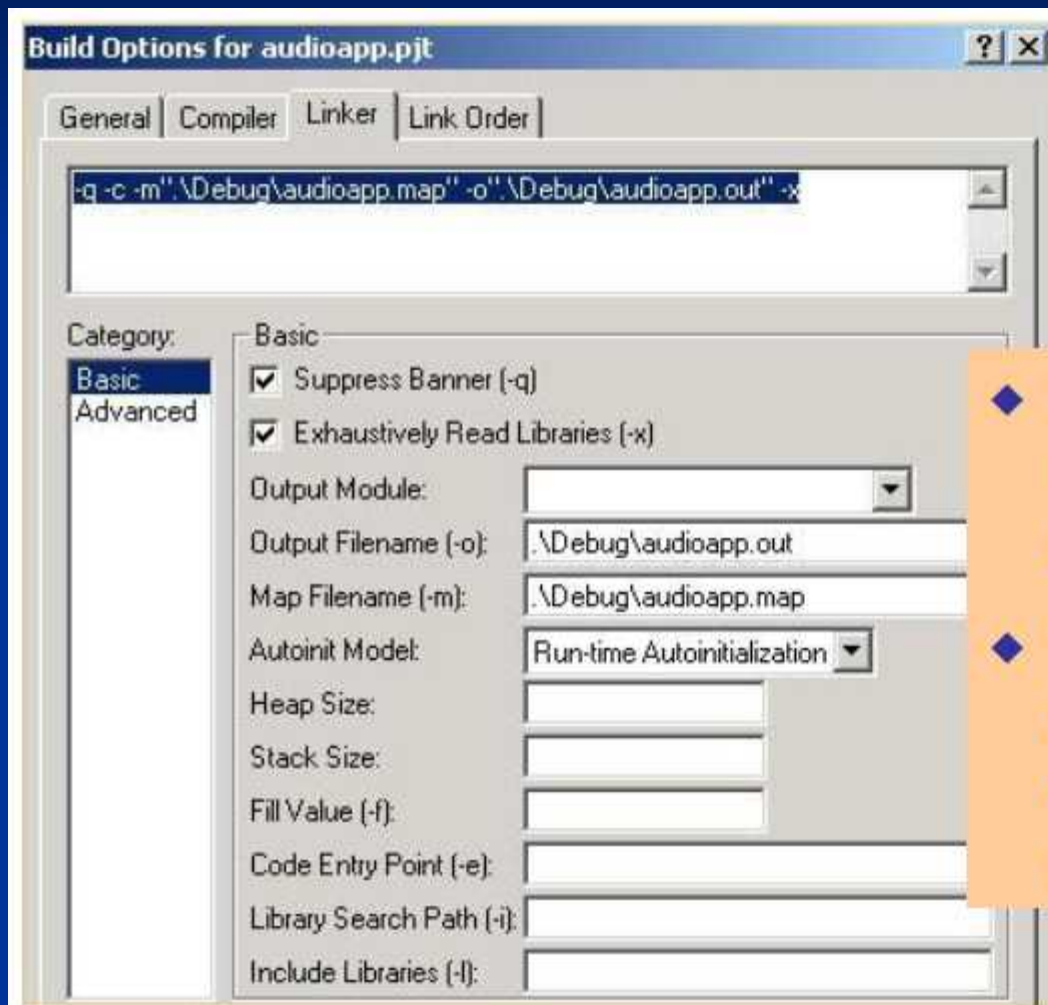 Build Options for audioapp.pjt
General Compiler Linker Link Order
-q -c -m".\Debug\audioapp.map" -o".\Debug\audioapp.out" -x
Category:
Basic
Advanced
Basic
Suppress Banner (-q)
Exhaustively Read Libraries (-x)
Output Module:
Output Filename (-o): .\Debug\audioapp.out
Map Filename (-m): .\Debug\audioapp.map
Autoinit Model: Run-time Autoinitialization
Heap Size:
Stack Size:
Fill Value (-f):
Code Entry Point (-e):
Library Search Path (-i):
Include Libraries (-l):